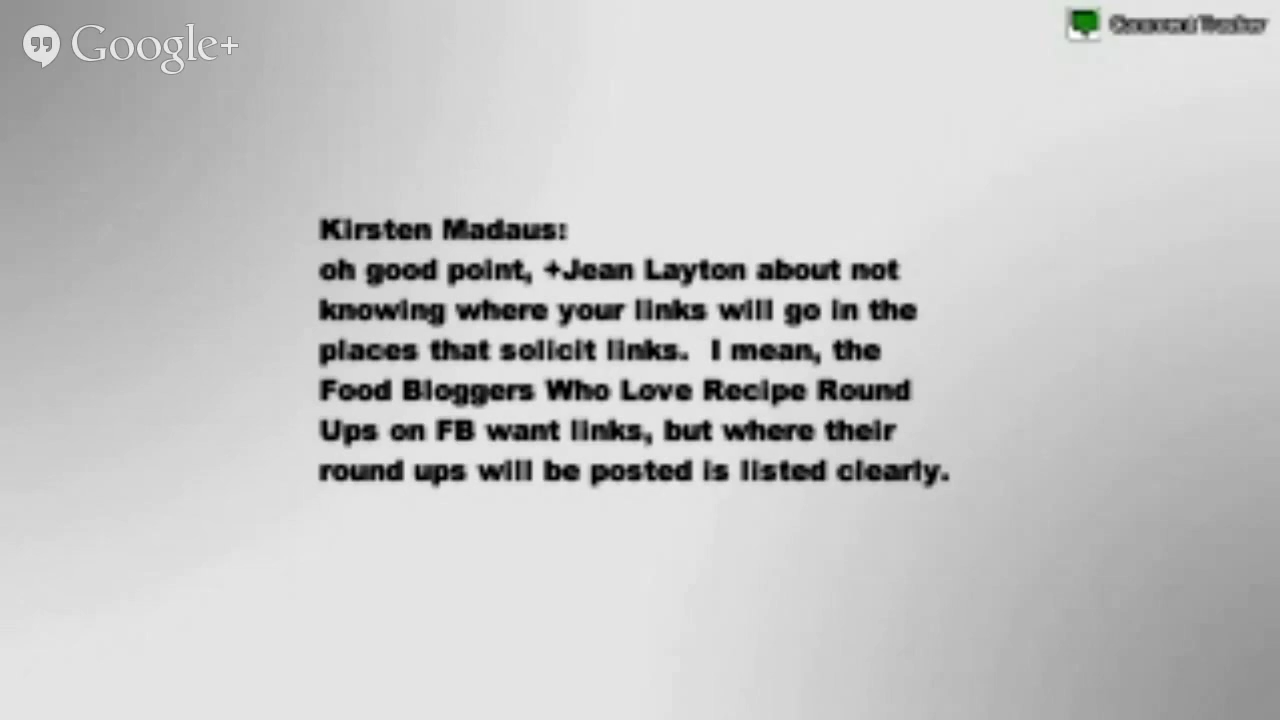 Google+
Comment Tracker
Kirsten Madaus:
oh good point, +Jean Layton about not
knowing where your links will go in the
places that solicit links.  I mean, the
Food Bloggers Who Love Recipe Round
Ups on FB want links, but where their
round ups will be posted is listed clearly.